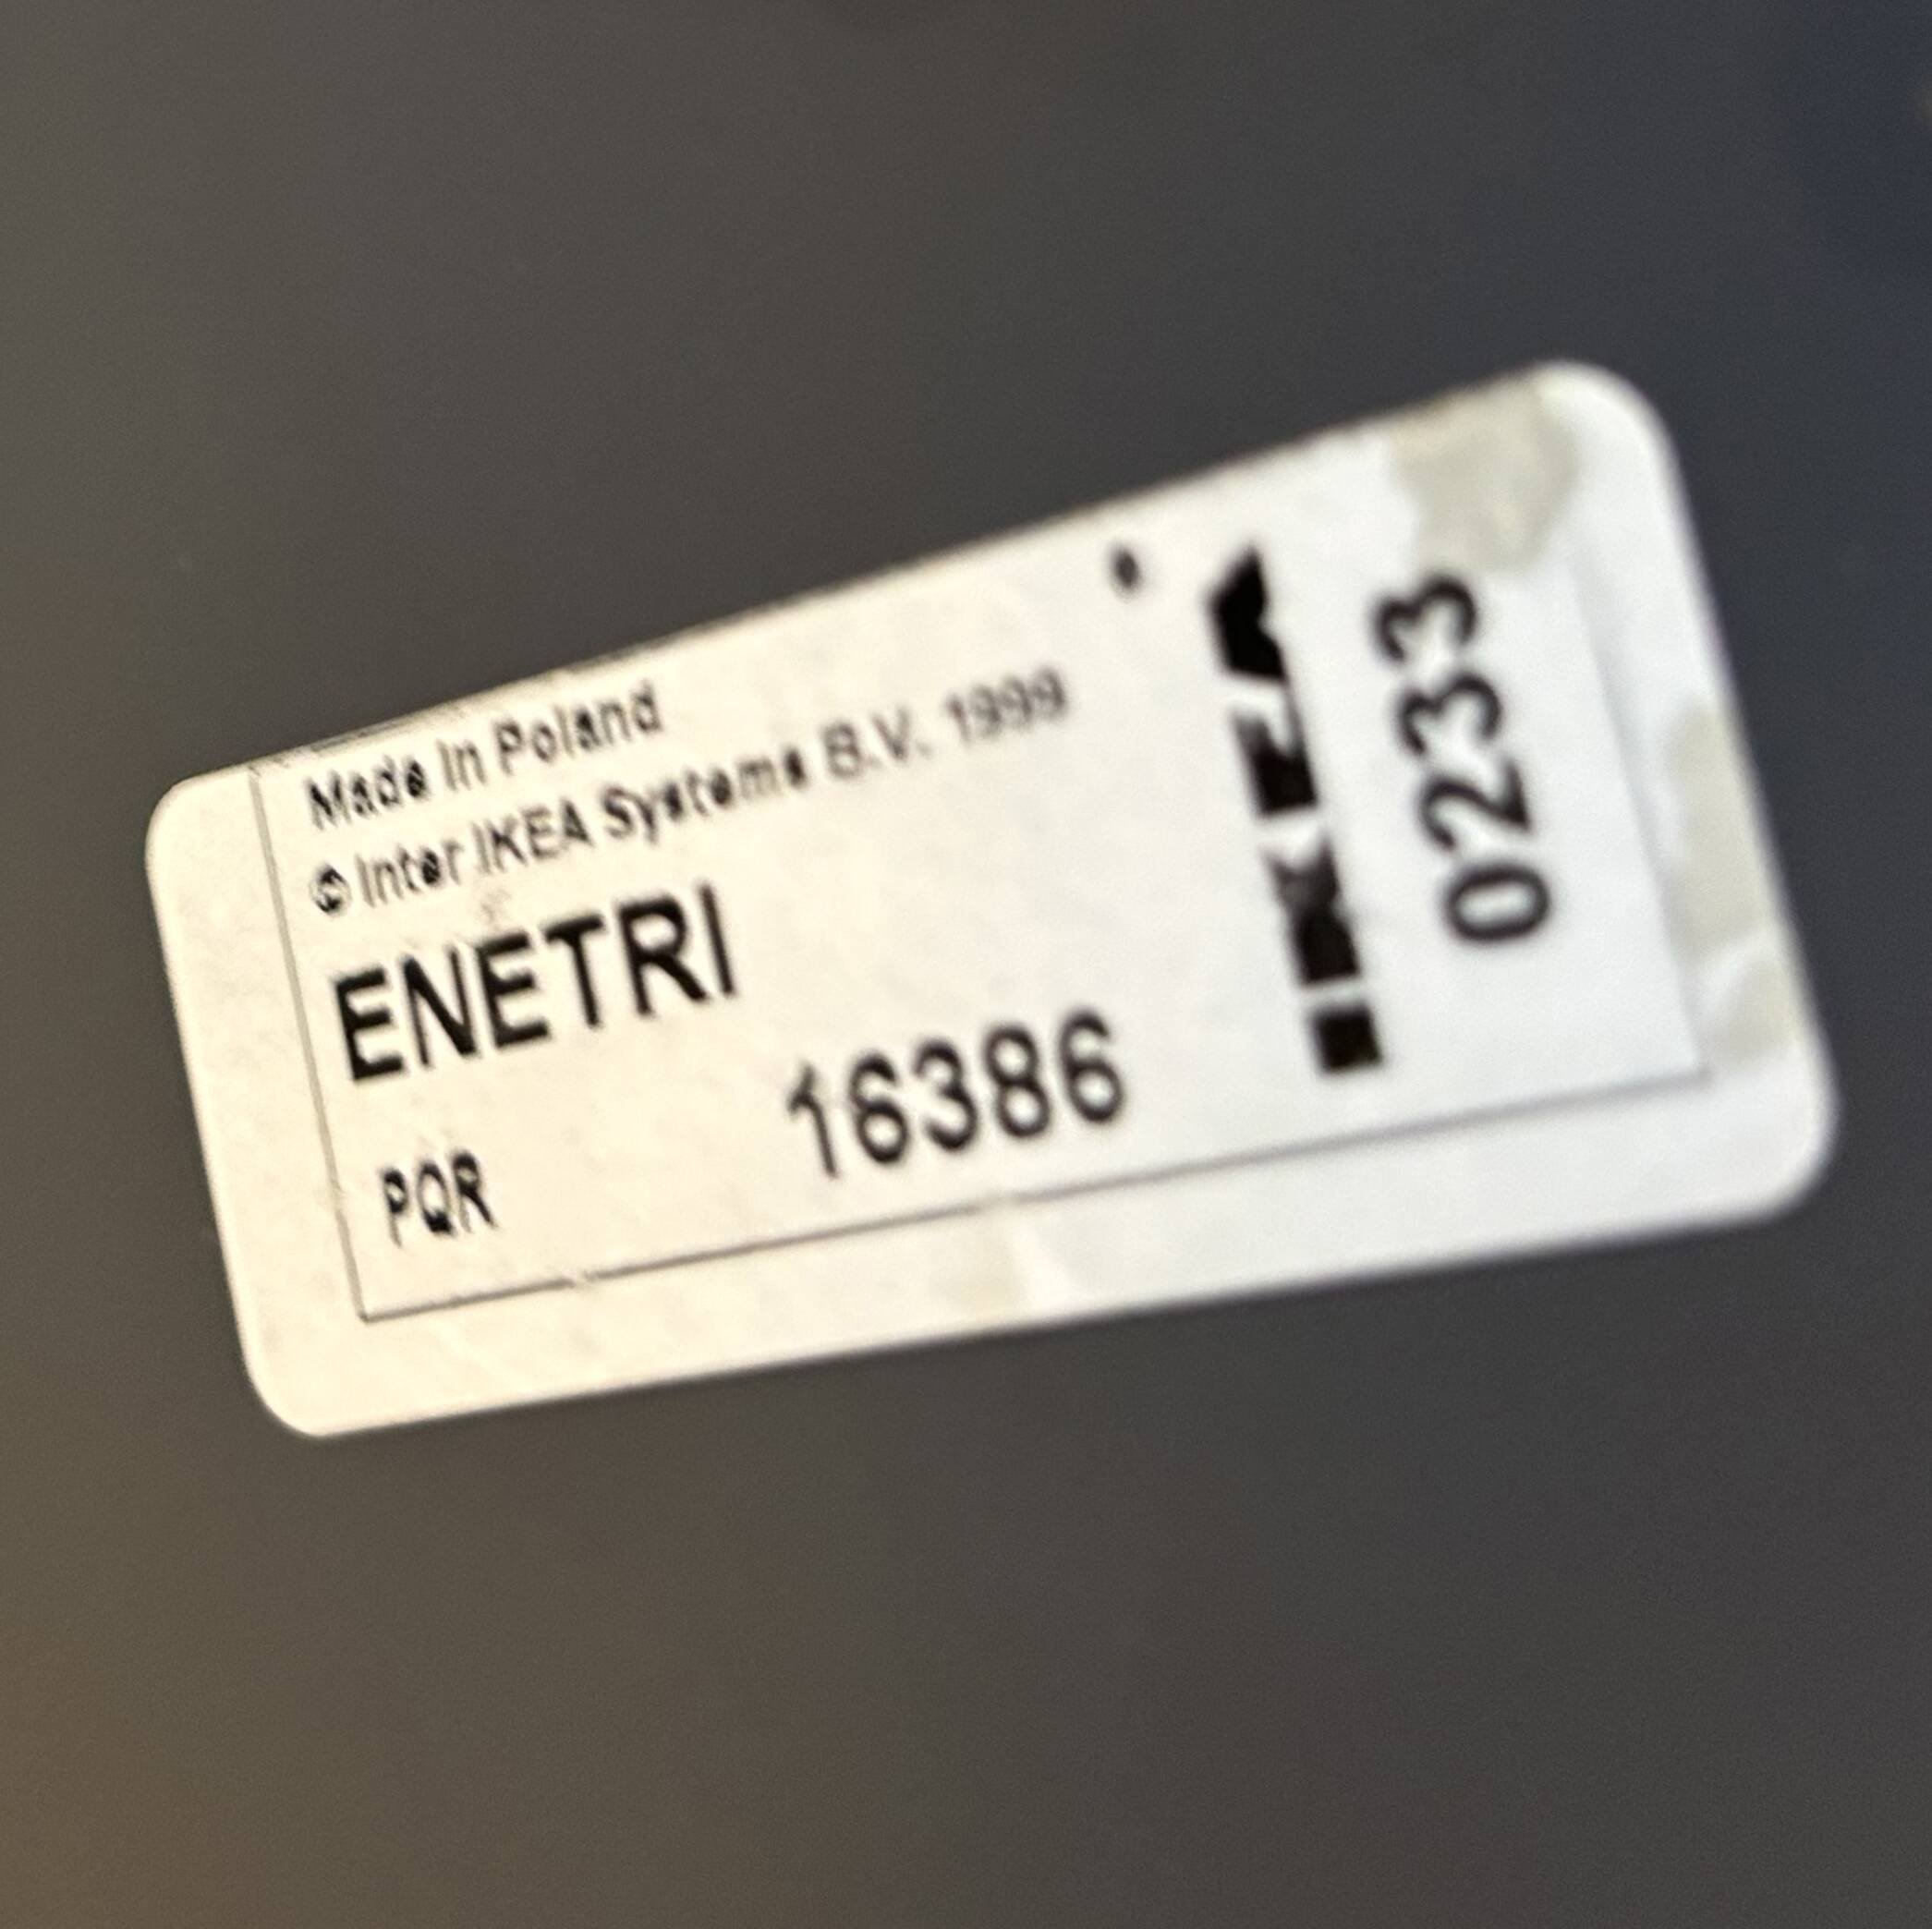 Made in Poland
© Inter IKEA Systems B.V. 1999
ENETRI
PQR 16386
IKEA
0233